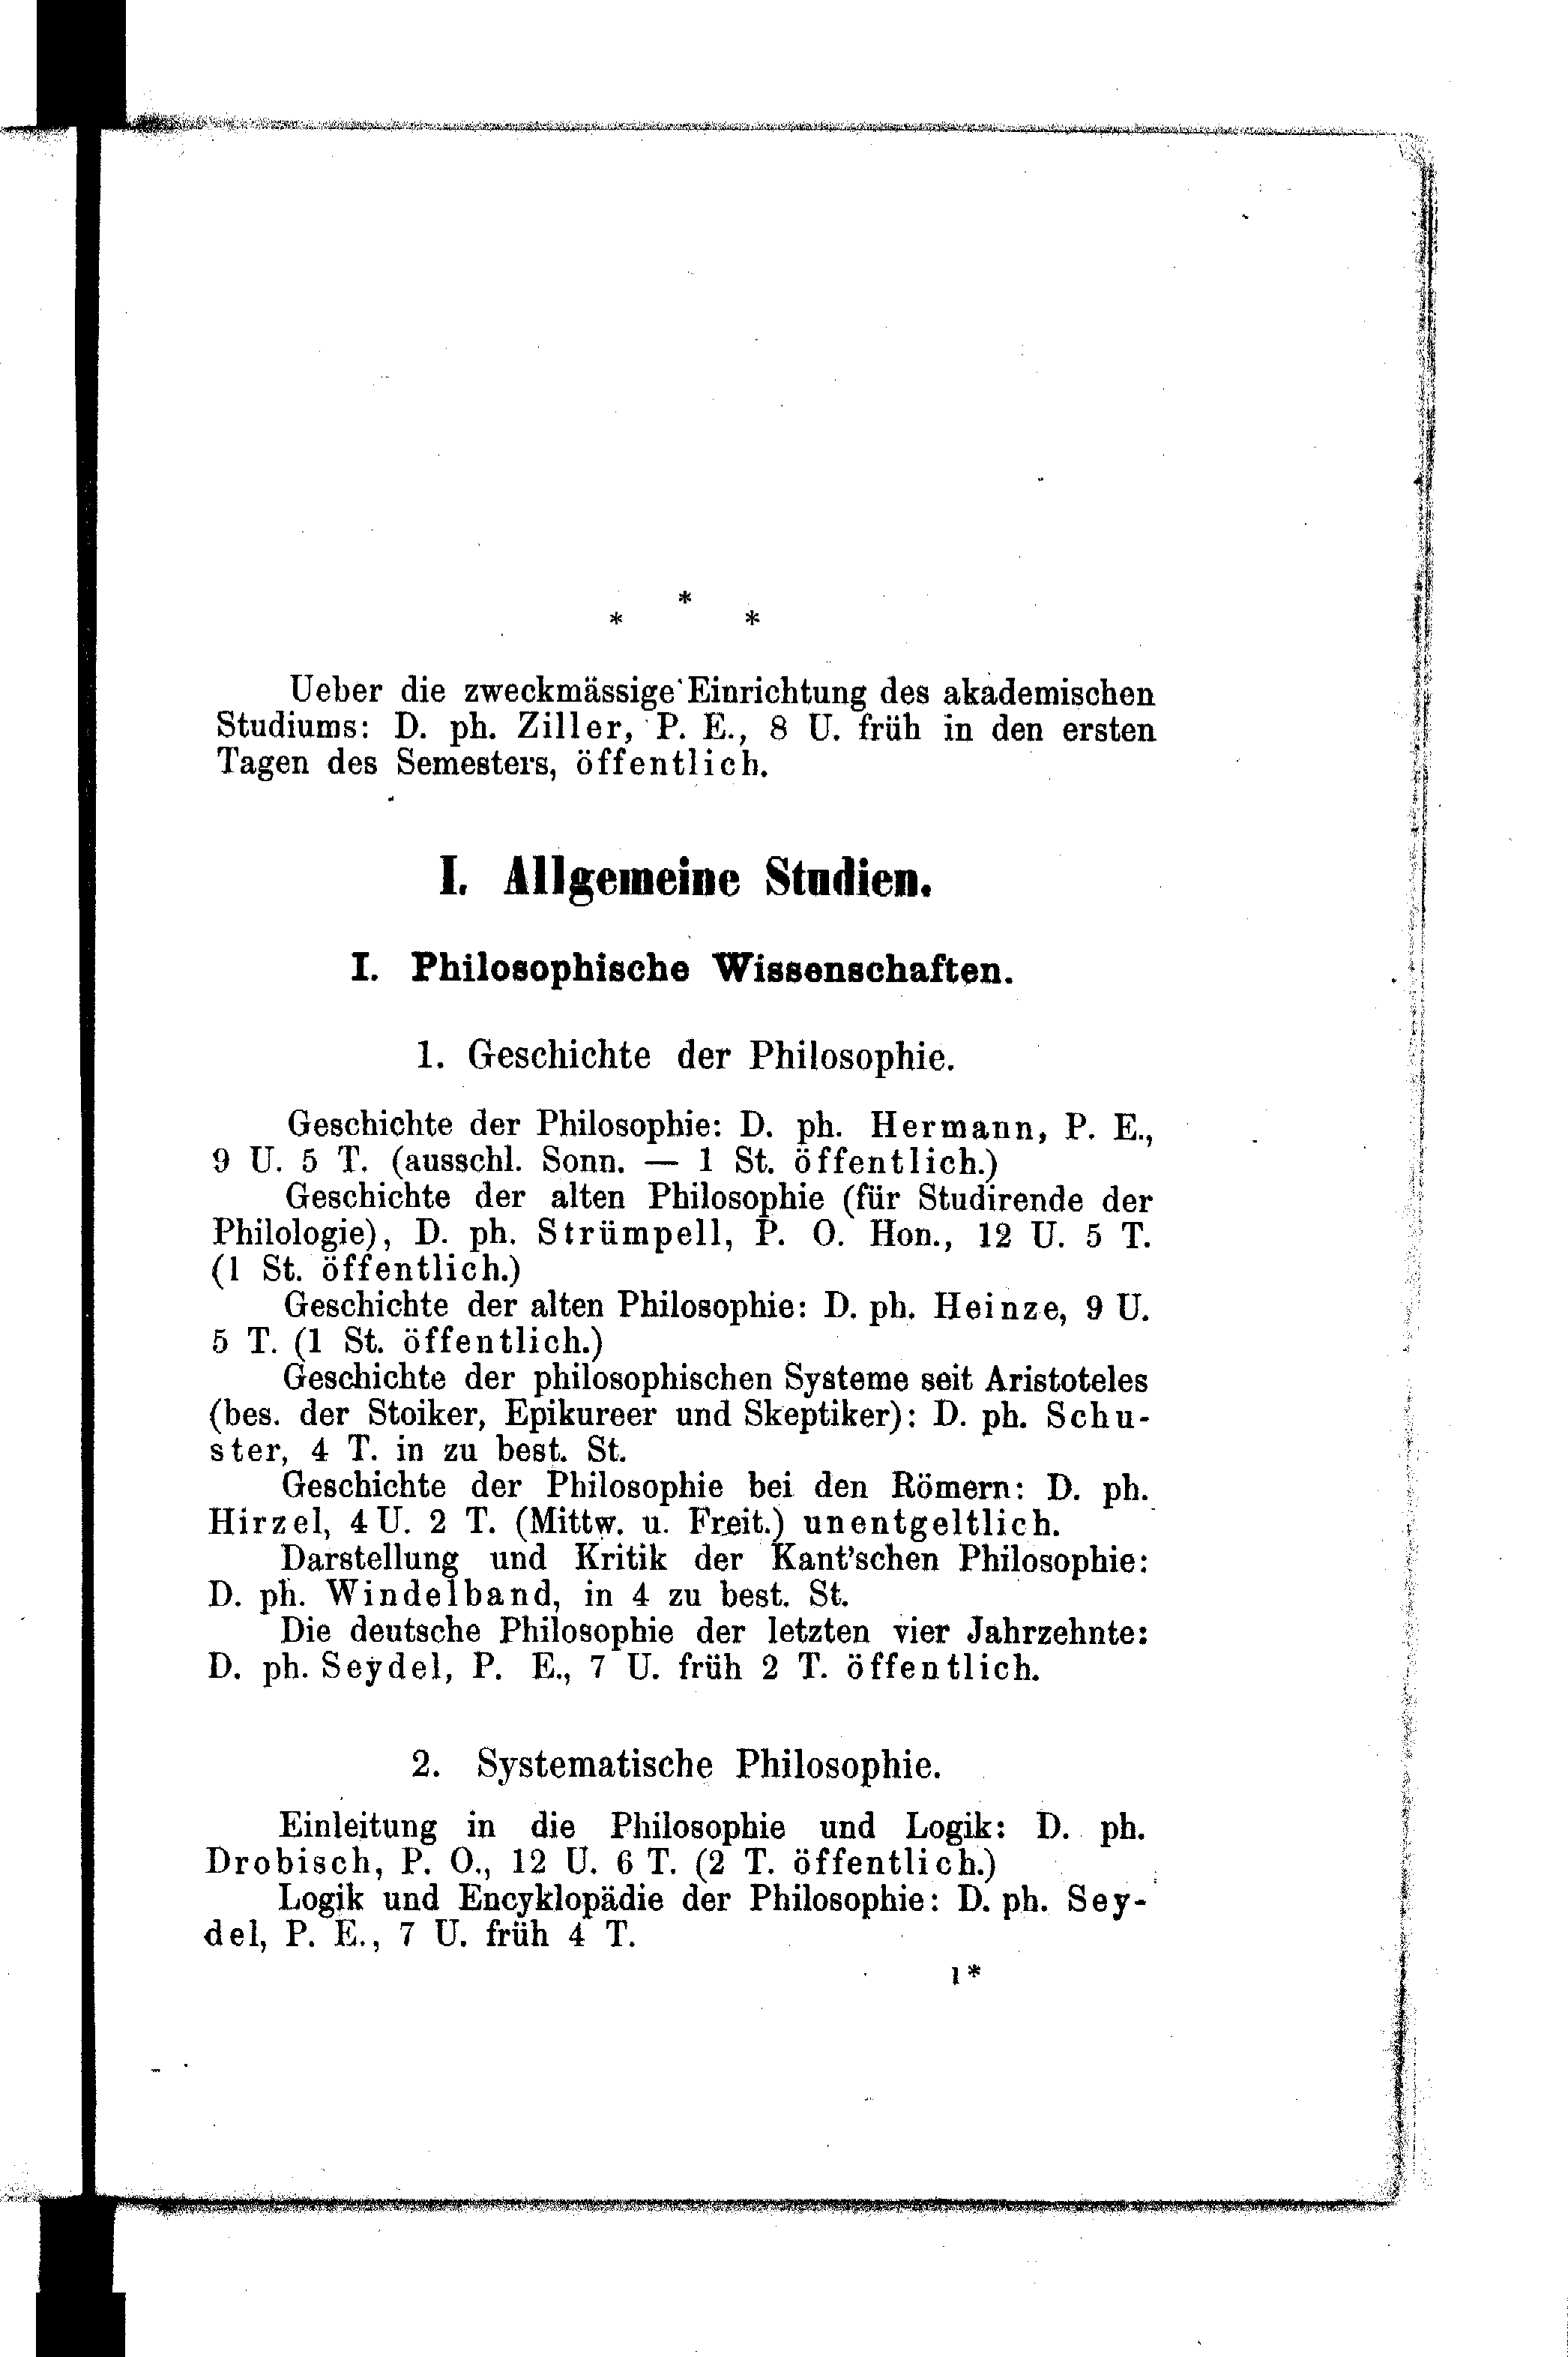 *
* *
Ueber die zweckmässige Einrichtung des akademischen
Studiums: D. ph. Ziller, P. E., 8 U. früh in den ersten
Tagen des Semesters, öffentlich.
I. Allgemeine Studien.
I. Philosophische Wissenschaften.
1. Geschichte der Philosophie.
Geschichte der Philosophie: D. ph. Hermann, P. E.,
9 U. 5 T. (ausschl. Sonn. — 1 St. öffentlich.)
Geschichte der alten Philosophie (für Studirende der
Philologie), D. ph. Strümpell, P. O. Hon., 12 U. 5 T.
(1 St. öffentlich.)
Geschichte der alten Philosophie: D. ph. Heinze, 9 U.
5 T. (1 St. öffentlich.)
Geschichte der philosophischen Systeme seit Aristoteles
(bes. der Stoiker, Epikureer und Skeptiker): D. ph. Schu-
ster, 4 T. in zu best. St.
Geschichte der Philosophie bei den Römern: D. ph.
Hirzel, 4 U. 2 T. (Mittw. u. Freit.) unentgeltlich.
Darstellung und Kritik der Kant'schen Philosophie:
D. ph. Windelband, in 4 zu best. St.
Die deutsche Philosophie der letzten vier Jahrzehnte:
D. ph. Seydel, P. E., 7 U. früh 2 T. öffentlich.
2. Systematische Philosophie.
Einleitung in die Philosophie und Logik: D. ph.
Drobisch, P. O., 12 U. 6 T. (2 T. öffentlich.)
Logik und Encyklopädie der Philosophie: D. ph. Sey-
del, P. E., 7 U. früh 4 T.
1*